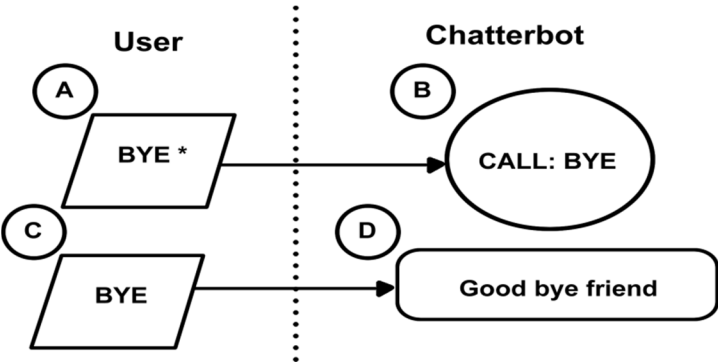 User
Chatterbot
A
B
BYE *
CALL: BYE
C
D
BYE
Good bye friend